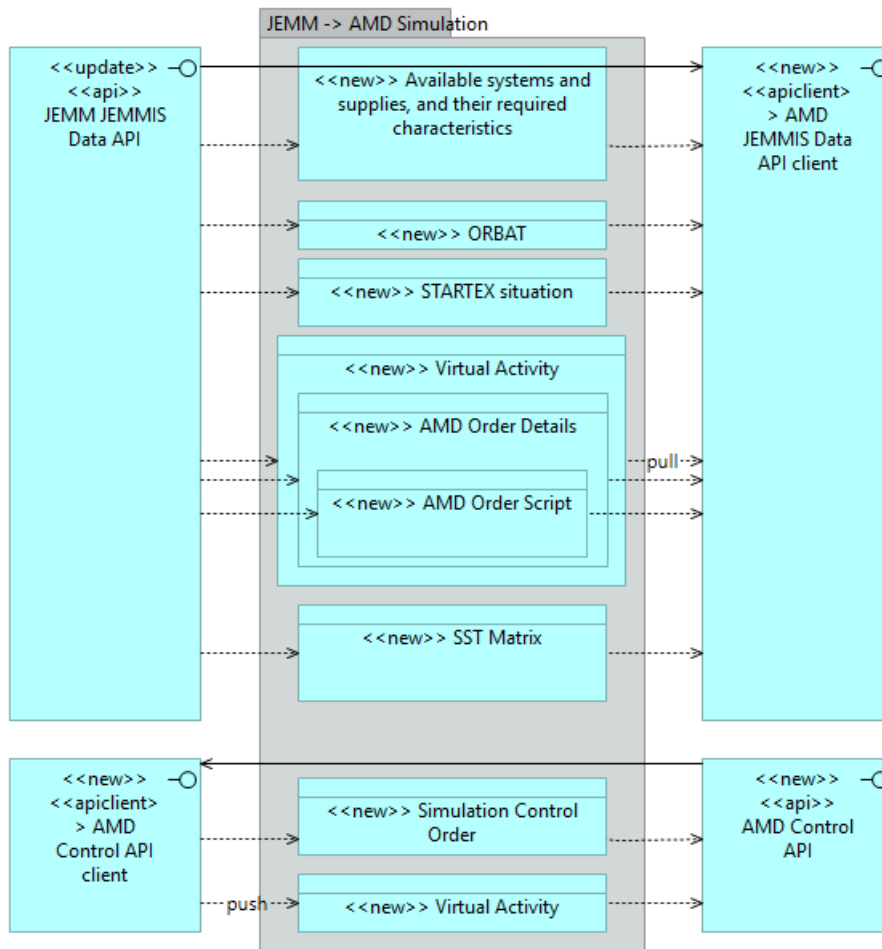 JEMM -> AMD Simulation
<<update>>
<<api>>
JEMM JEMMIS
Data API
<<new>> Available systems and
supplies, and their required
characteristics
<<new>>
<<apiclient>
> AMD
JEMMIS Data
API client
<<new>> ORBAT
<<new>> STARTEX situation
<<new>> Virtual Activity
<<new>> AMD Order Details
pull
<<new>> AMD Order Script
<<new>> SST Matrix
<<new>>
<<apiclient>
> AMD
Control API
client
<<new>> Simulation Control
Order
<<new>>
<<api>>
AMD Control
API
push
<<new>> Virtual Activity